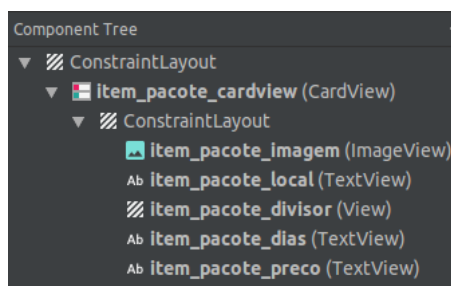 Component Tree
ConstraintLayout
item_pacote_cardview (CardView)
ConstraintLayout
item_pacote_imagem (ImageView)
Ab item_pacote_local (TextView)
item_pacote_divisor (View)
Ab item_pacote_dias (TextView)
Ab item_pacote_preco (TextView)